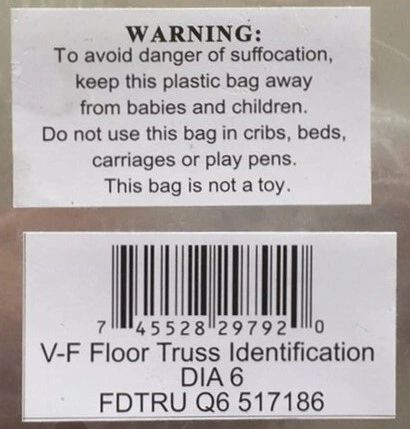 WARNING:
To avoid danger of suffocation,
keep this plastic bag away
from babies and children.
Do not use this bag in cribs, beds,
carriages or play pens.
This bag is not a toy.
7 45528 29792 0
V-F Floor Truss Identification
DIA 6
FDTRU Q6 517186